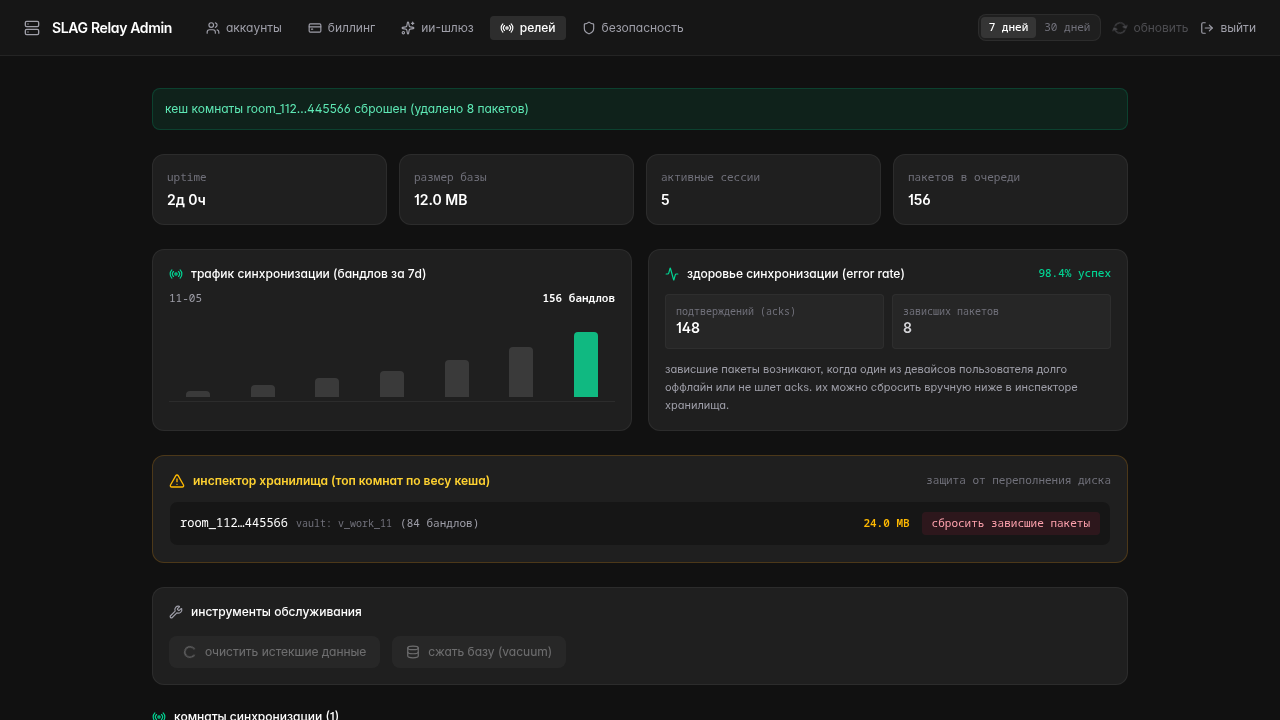 SLAG Relay Admin
аккаунты
биллинг
ии-шлюз
релей
безопасность
7 дней
30 дней
обновить
выйти
кеш комнаты room_112…445566 сброшен (удалено 8 пакетов)
uptime
2д 0ч
размер базы
12.0 MB
активные сессии
5
пакетов в очереди
156
трафик синхронизации (бандлов за 7d)
11-05
156 бандлов
здоровье синхронизации (error rate)
98.4% успех
подтверждений (acks)
148
зависших пакетов
8
зависшие пакеты возникают, когда один из девайсов пользователя долго
оффлайн или не шлет acks. их можно сбросить вручную ниже в инспекторе
хранилища.
инспектор хранилища (топ комнат по весу кеша)
защита от переполнения диска
room_112…445566 vault: v_work_11 (84 бандлов)
24.0 MB
сбросить зависшие пакеты
инструменты обслуживания
очистить истекшие данные
сжать базу (vacuum)
комнаты синхронизации (1)